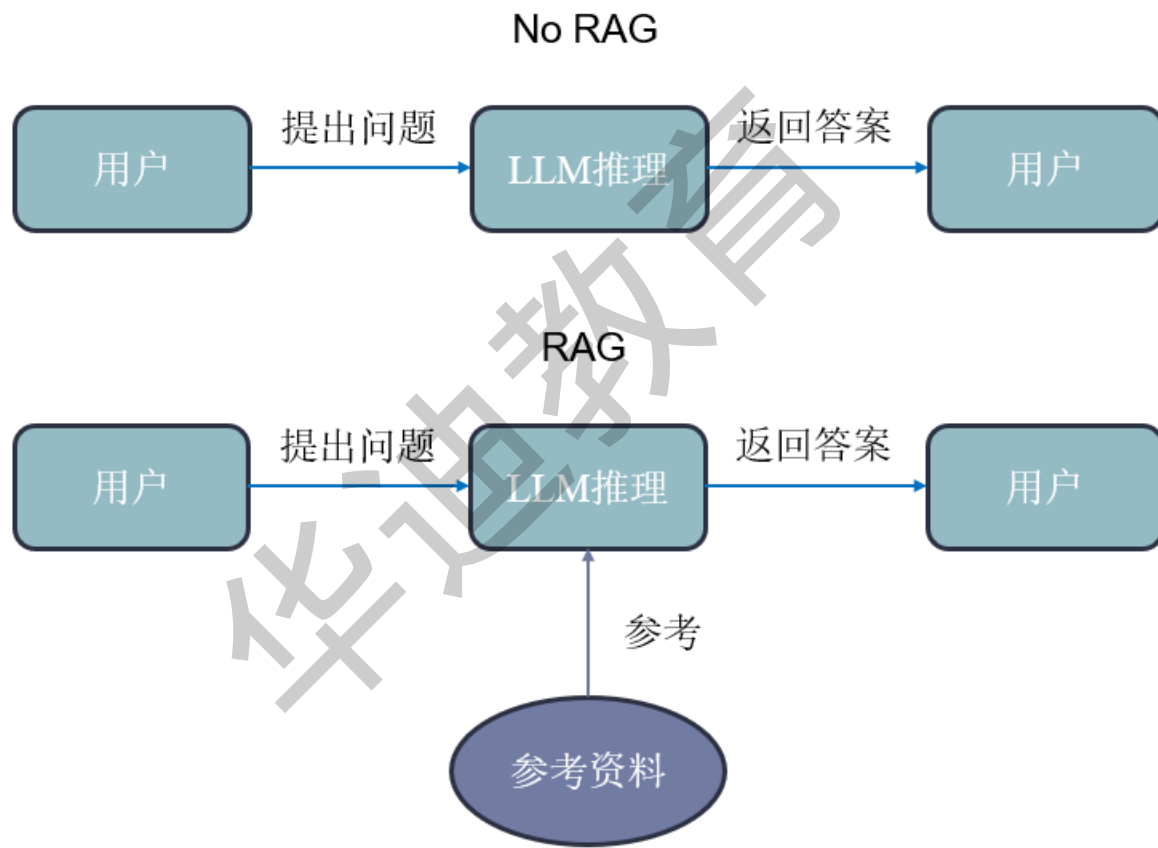 No RAG
用户
提出问题
LLM推理
返回答案
用户
RAG
用户
提出问题
LLM推理
返回答案
用户
参考
参考资料
华迪教育